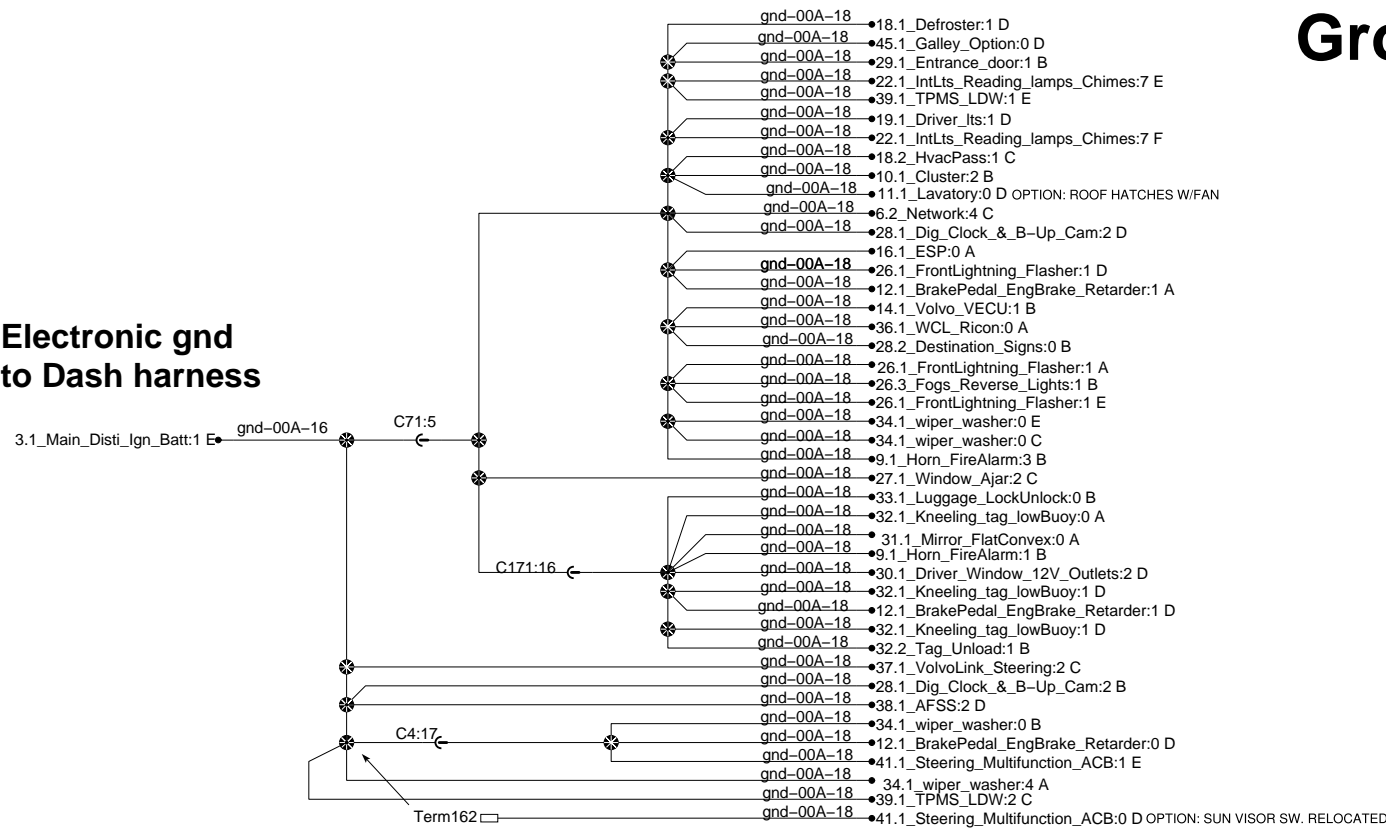 Gro
gnd–00A–18 18.1_Defroster:1 D
gnd–00A–18 45.1_Galley_Option:0 D
gnd–00A–18 29.1_Entrance_door:1 B
gnd–00A–18 22.1_IntLts_Reading_lamps_Chimes:7 E
gnd–00A–18 39.1_TPMS_LDW:1 E
gnd–00A–18 19.1_Driver_lts:1 D
gnd–00A–18 22.1_IntLts_Reading_lamps_Chimes:7 F
gnd–00A–18 18.2_HvacPass:1 C
gnd–00A–18 10.1_Cluster:2 B
gnd–00A–18 11.1_Lavatory:0 D OPTION: ROOF HATCHES W/FAN
gnd–00A–18 6.2_Network:4 C
gnd–00A–18 28.1_Dig_Clock_&_B–Up_Cam:2 D
16.1_ESP:0 A
gnd–00A–18 26.1_FrontLightning_Flasher:1 D
gnd–00A–18 12.1_BrakePedal_EngBrake_Retarder:1 A
gnd–00A–18 14.1_Volvo_VECU:1 B
gnd–00A–18 36.1_WCL_Ricon:0 A
gnd–00A–18 28.2_Destination_Signs:0 B
Electronic gnd
to Dash harness
gnd–00A–18 26.1_FrontLightning_Flasher:1 A
gnd–00A–18 26.3_Fogs_Reverse_Lights:1 B
gnd–00A–18 26.1_FrontLightning_Flasher:1 E
gnd–00A–18 34.1_wiper_washer:0 E
3.1_Main_Disti_Ign_Batt:1 E gnd–00A–16 C71:5 gnd–00A–18 34.1_wiper_washer:0 C
gnd–00A–18 9.1_Horn_FireAlarm:3 B
gnd–00A–18 27.1_Window_Ajar:2 C
gnd–00A–18 33.1_Luggage_LockUnlock:0 B
gnd–00A–18 32.1_Kneeling_tag_lowBuoy:0 A
gnd–00A–18 31.1_Mirror_FlatConvex:0 A
gnd–00A–18 9.1_Horn_FireAlarm:1 B
C171:16 gnd–00A–18 30.1_Driver_Window_12V_Outlets:2 D
gnd–00A–18 32.1_Kneeling_tag_lowBuoy:1 D
gnd–00A–18 12.1_BrakePedal_EngBrake_Retarder:1 D
gnd–00A–18 32.1_Kneeling_tag_lowBuoy:1 D
gnd–00A–18 32.2_Tag_Unload:1 B
gnd–00A–18 37.1_VolvoLink_Steering:2 C
gnd–00A–18 28.1_Dig_Clock_&_B–Up_Cam:2 B
gnd–00A–18 38.1_AFSS:2 D
gnd–00A–18 34.1_wiper_washer:0 B
C4:17 gnd–00A–18 12.1_BrakePedal_EngBrake_Retarder:0 D
gnd–00A–18 41.1_Steering_Multifunction_ACB:1 E
gnd–00A–18 34.1_wiper_washer:4 A
gnd–00A–18 39.1_TPMS_LDW:2 C
Term162 gnd–00A–18 41.1_Steering_Multifunction_ACB:0 D OPTION: SUN VISOR SW. RELOCATED